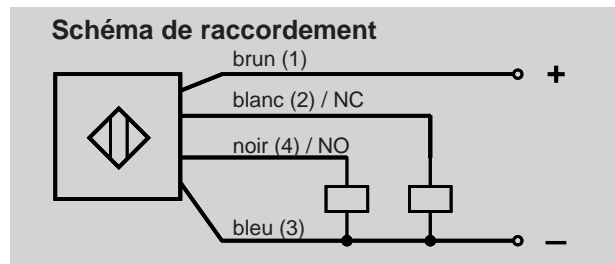 Schéma de raccordement
brun (1)
+
blanc (2) / NC
noir (4) / NO
bleu (3)
–